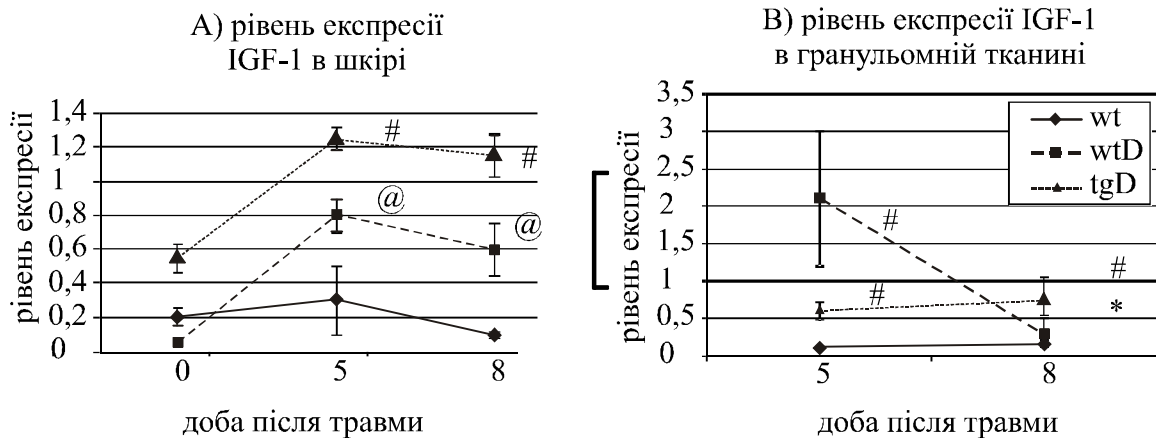 А) рівень експресії
IGF-1 в шкірі
рівень експресії
1,4
1,2
1
0,8
0,6
0,4
0,2
0
#
#
@
@
0
5
8
доба після травми
В) рівень експресії IGF-1
в гранульомній тканині
рівень експресії
3,5
3
2,5
2
1,5
1
0,5
0
wt
wtD
tgD
#
#
#
*
5
8
доба після травми